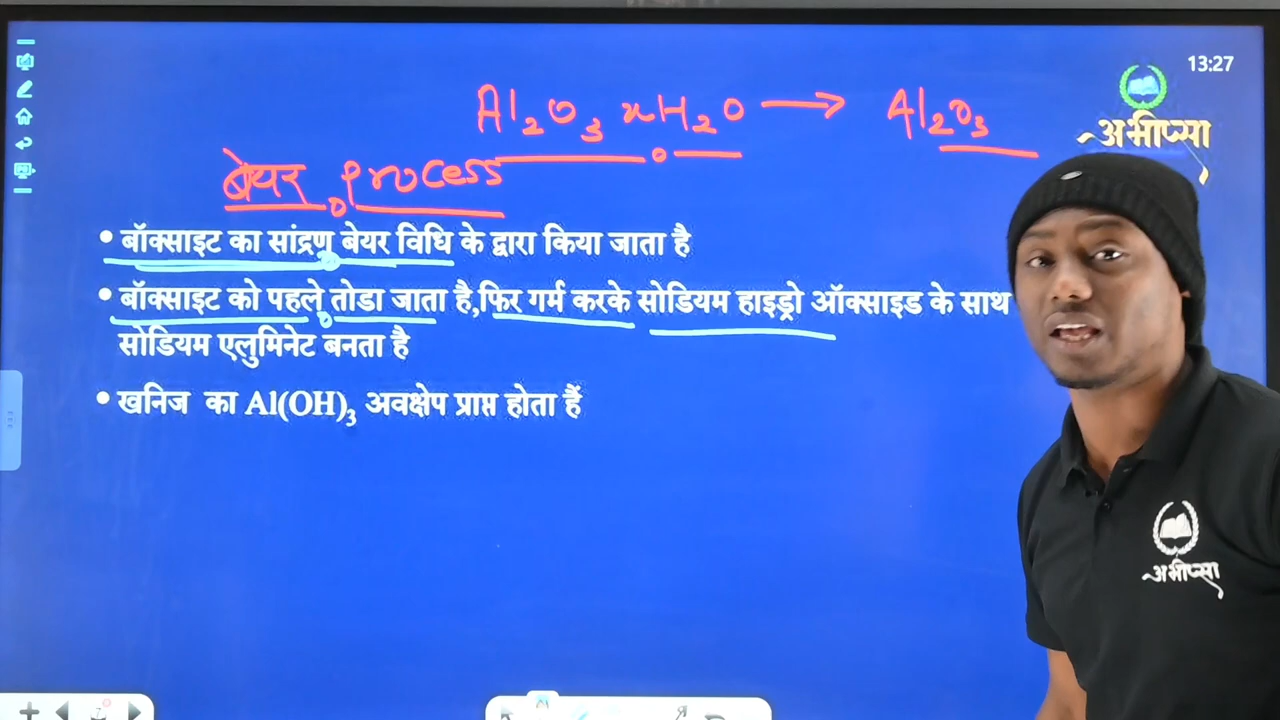 13:27
Al₂O₃ xH₂O → Al₂O₃
अभीप्सा
बेयर process
• बॉक्साइट का सांद्रण बेयर विधि के द्वारा किया जाता है
• बॉक्साइट को पहले तोडा जाता है,फिर गर्म करके सोडियम हाइड्रो ऑक्साइड के साथ
सोडियम एलुमिनेट बनता है
• खनिज का Al(OH)₃ अवक्षेप प्राप्त होता हैं
अभीप्सा